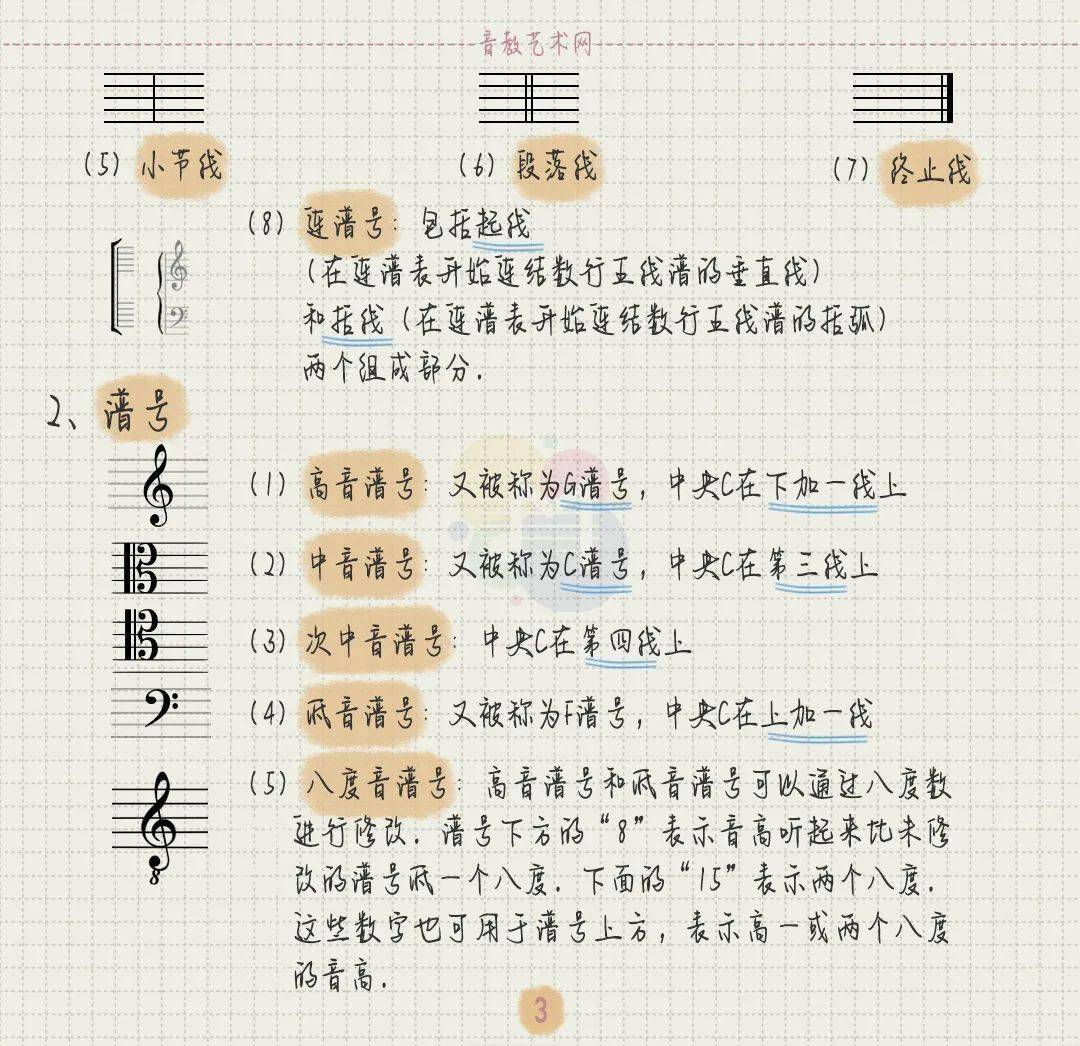 音教艺术网
(5) 小节线
(6) 段落线
(7) 终止线
(8) 连谱号：包括起线
(在连谱表开始连结数行五线谱的垂直线)
和括线 (在连谱表开始连结数行五线谱的括弧)
两个组成部分.
2、谱号
(1) 高音谱号：又被称为G谱号，中央C在下加一线上
(2) 中音谱号：又被称为C谱号，中央C在第三线上
(3) 次中音谱号：中央C在第四线上
(4) 低音谱号：又被称为F谱号，中央C在上加一线
(5) 八度音谱号：高音谱号和低音谱号可以通过八度数
进行修改. 谱号下方的“8”表示音高听起来比未修
改的谱号低一个八度. 下面的“15”表示两个八度.
这些数字也可用于谱号上方，表示高一或两个八度
的音高.
8
3